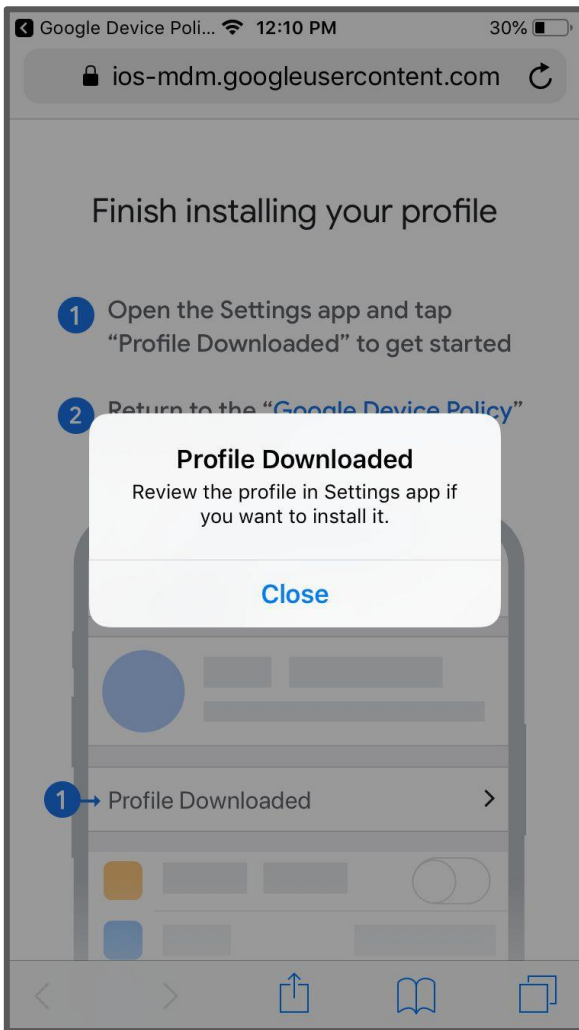 Google Device Poli... 12:10 PM 30%
ios-mdm.googleusercontent.com
Finish installing your profile
1 Open the Settings app and tap
“Profile Downloaded” to get started
2 Return to the “Google Device Policy”
Profile Downloaded
Review the profile in Settings app if
you want to install it.
Close
1 Profile Downloaded